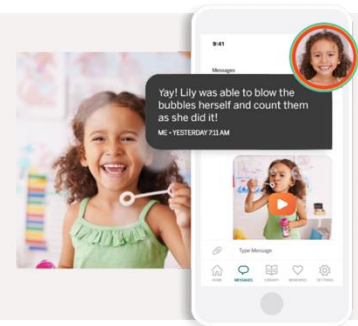 9:41
Messages
Yay! Lily was able to blow the
bubbles herself and count them
as she did it!
ME • YESTERDAY 7:11 AM
Type Message
HOME
MESSAGES
LIBRARY
MEMORIES
SETTINGS